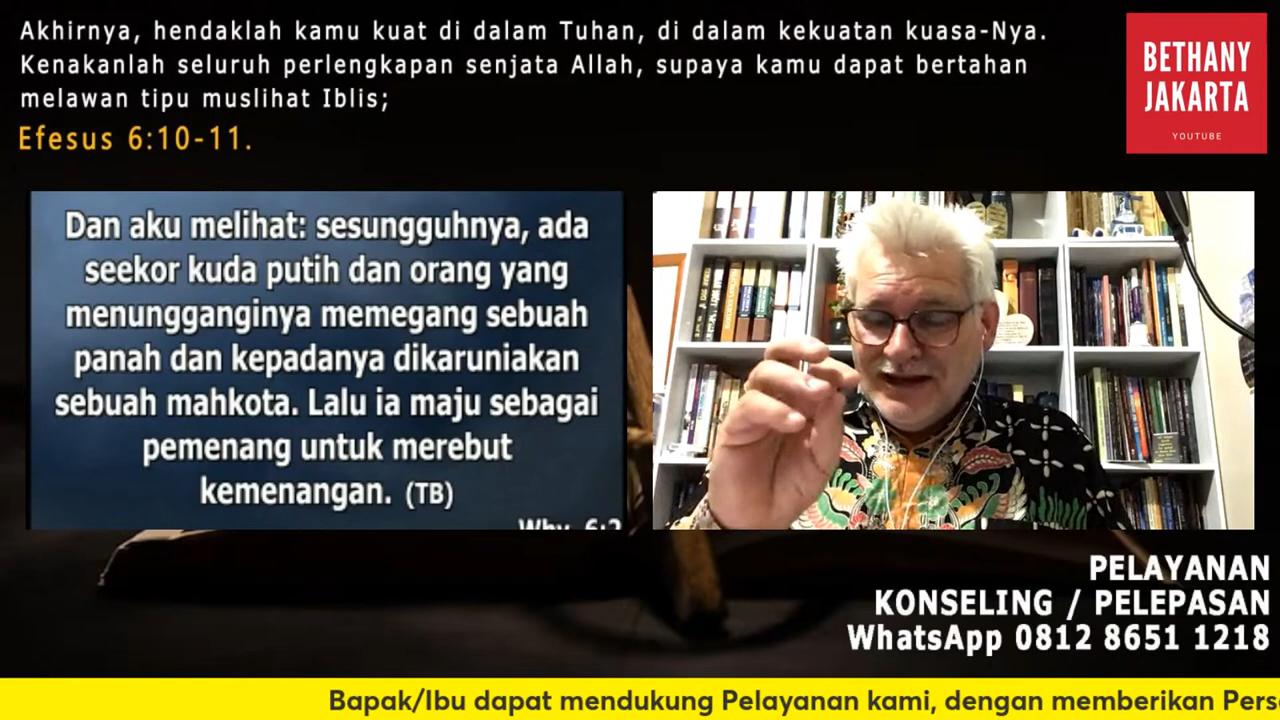 Akhirnya, hendaklah kamu kuat di dalam Tuhan, di dalam kekuatan kuasa-Nya.
Kenakanlah seluruh perlengkapan senjata Allah, supaya kamu dapat bertahan
melawan tipu muslihat Iblis;
Efesus 6:10-11.
BETHANY
JAKARTA
YOUTUBE
Dan aku melihat: sesungguhnya, ada
seekor kuda putih dan orang yang
menungganginya memegang sebuah
panah dan kepadanya dikaruniakan
sebuah mahkota. Lalu ia maju sebagai
pemenang untuk merebut
kemenangan. (TB)
PELAYANAN
KONSELING / PELEPASAN
WhatsApp 0812 8651 1218
Bapak/Ibu dapat mendukung Pelayanan kami, dengan memberikan Pers